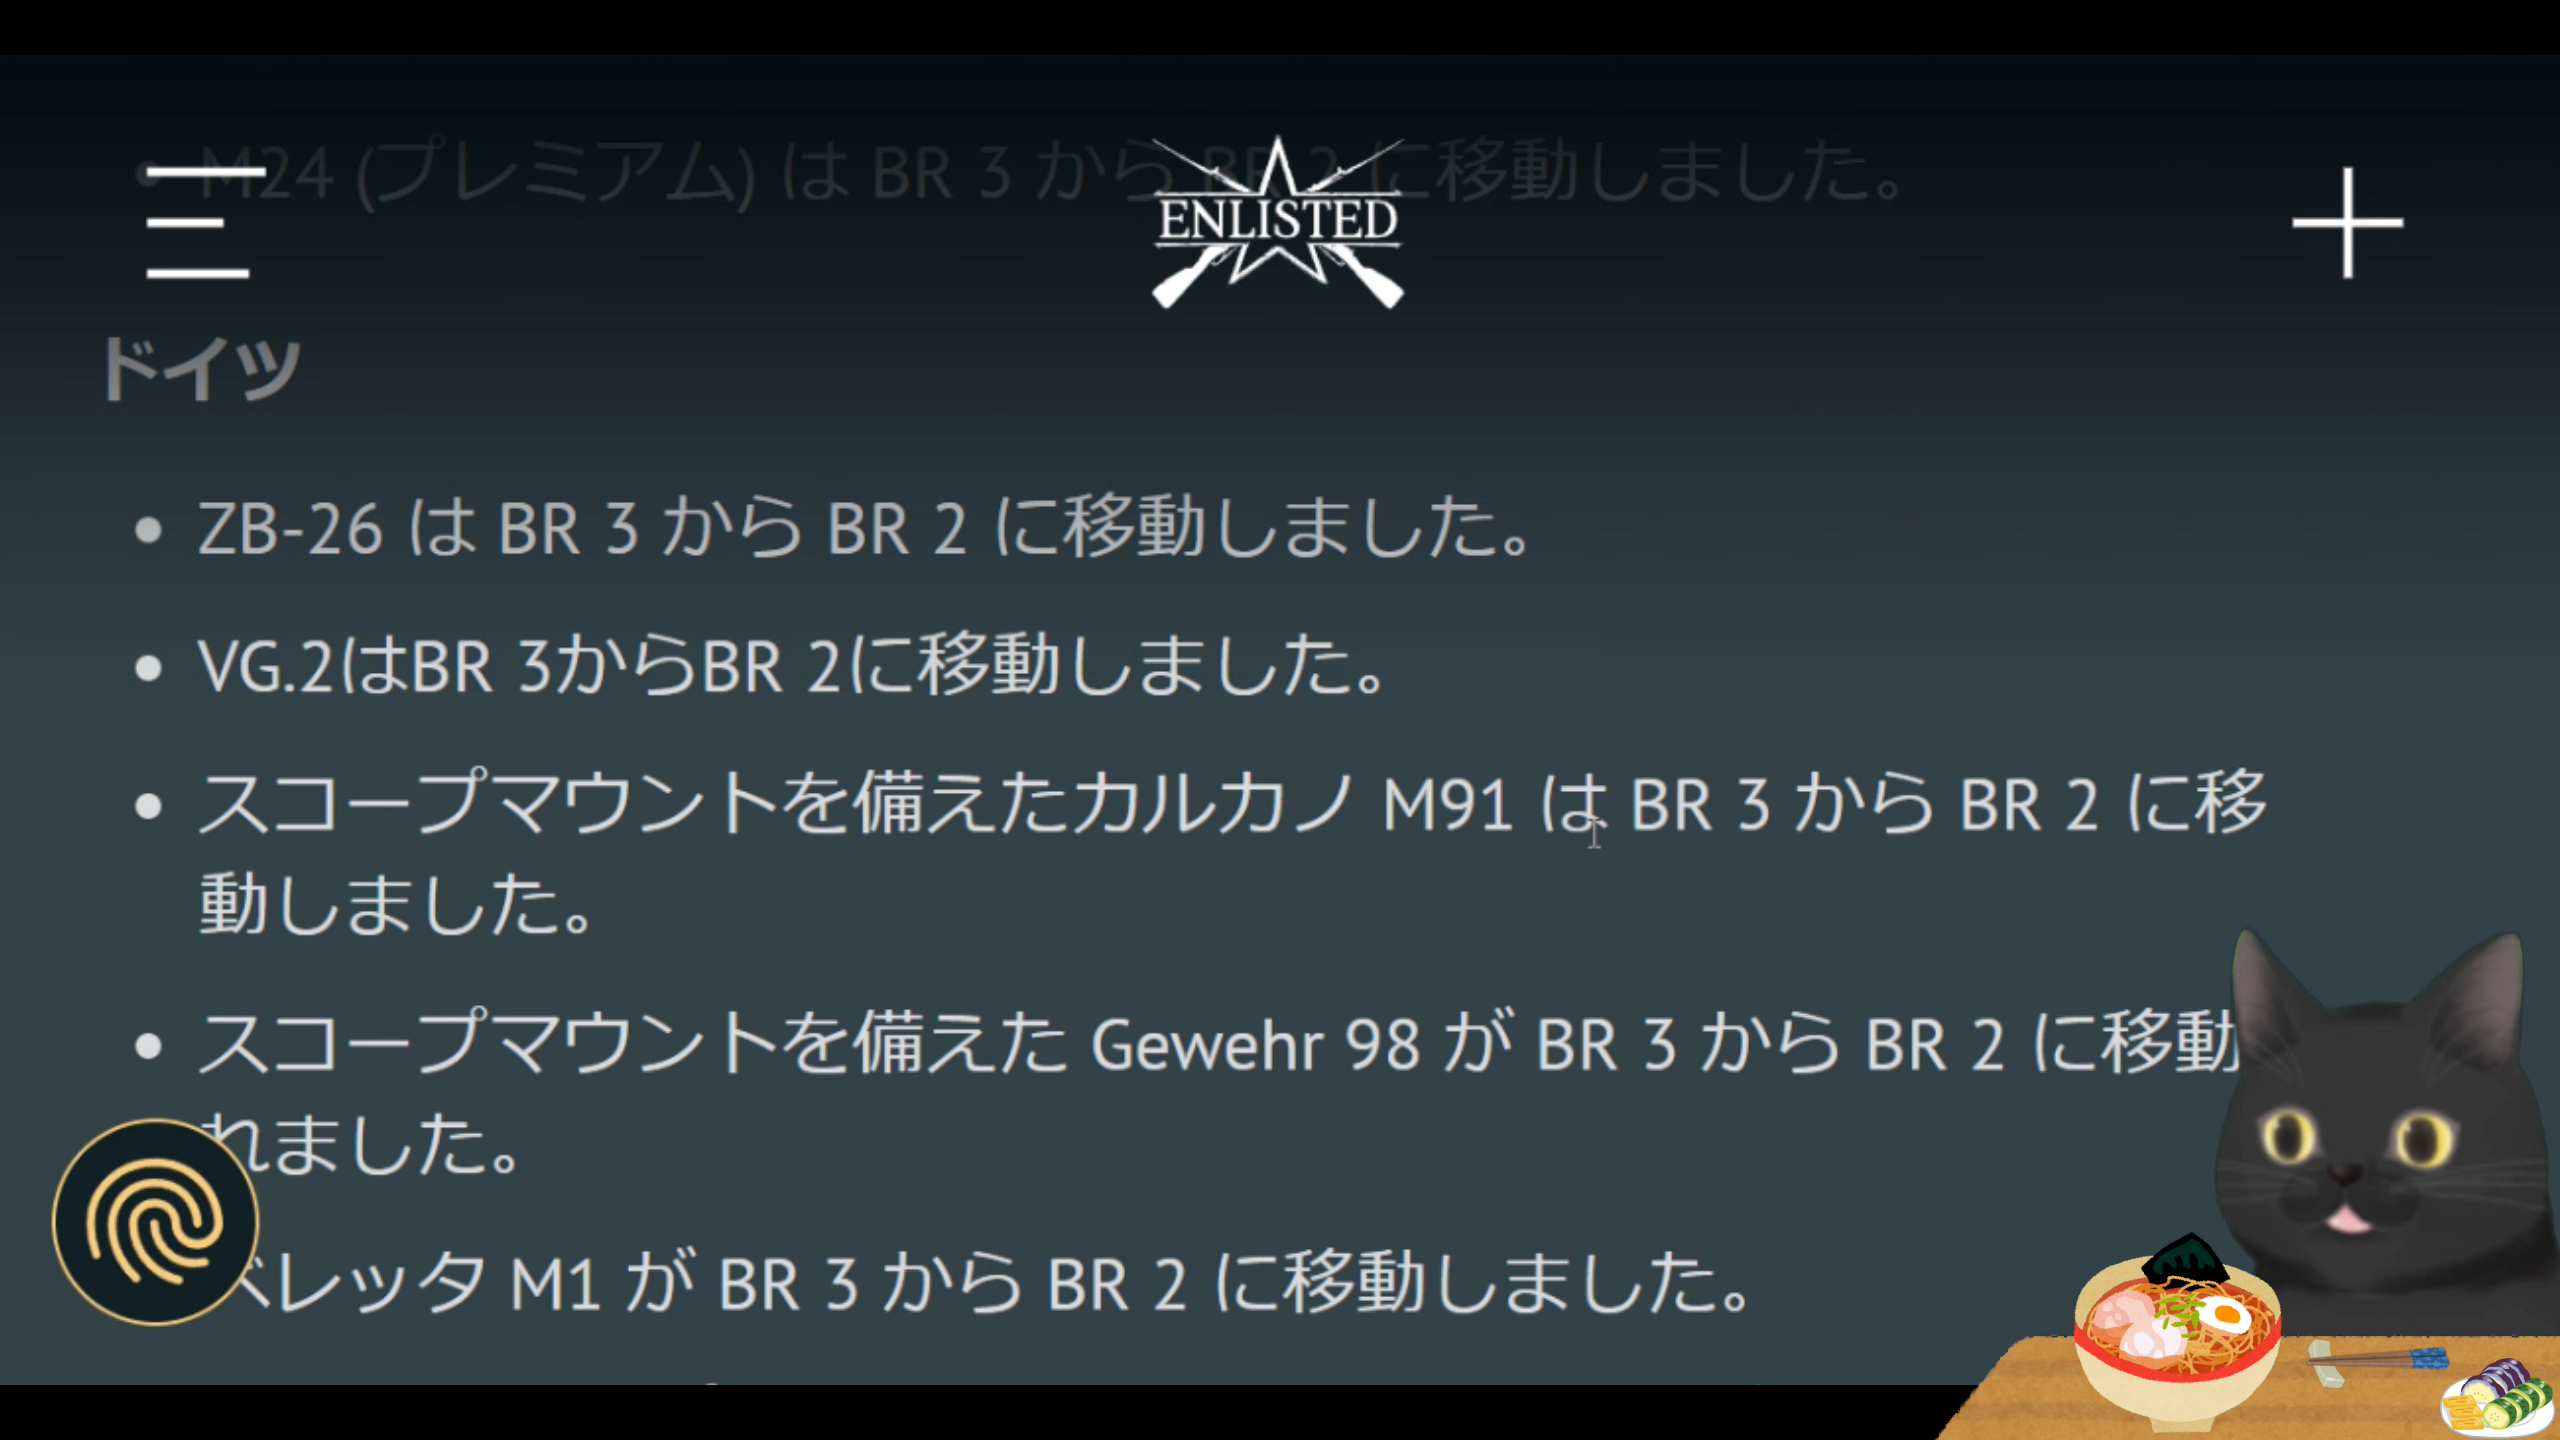 M24 (プレミアム) は BR 3 から BR 2 に移動しました。
ENLISTED
ドイツ
ZB-26 は BR 3 から BR 2 に移動しました。
VG.2はBR 3からBR 2に移動しました。
スコープマウントを備えたカルカノ M91 は BR 3 から BR 2 に移
動しました。
スコープマウントを備えた Gewehr 98 が BR 3 から BR 2 に移動
れました。
ベレッタ M1 が BR 3 から BR 2 に移動しました。